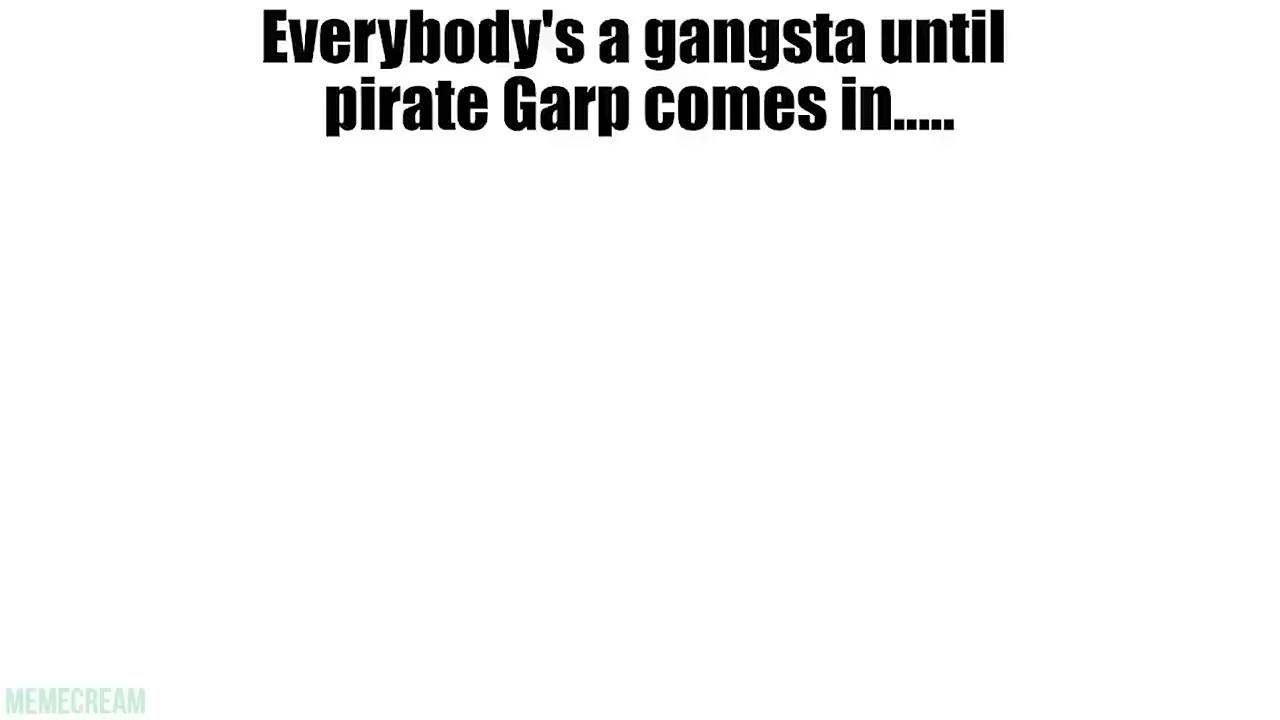 Everybody's a gangsta until
pirate Garp comes in.....
MEMECREAM